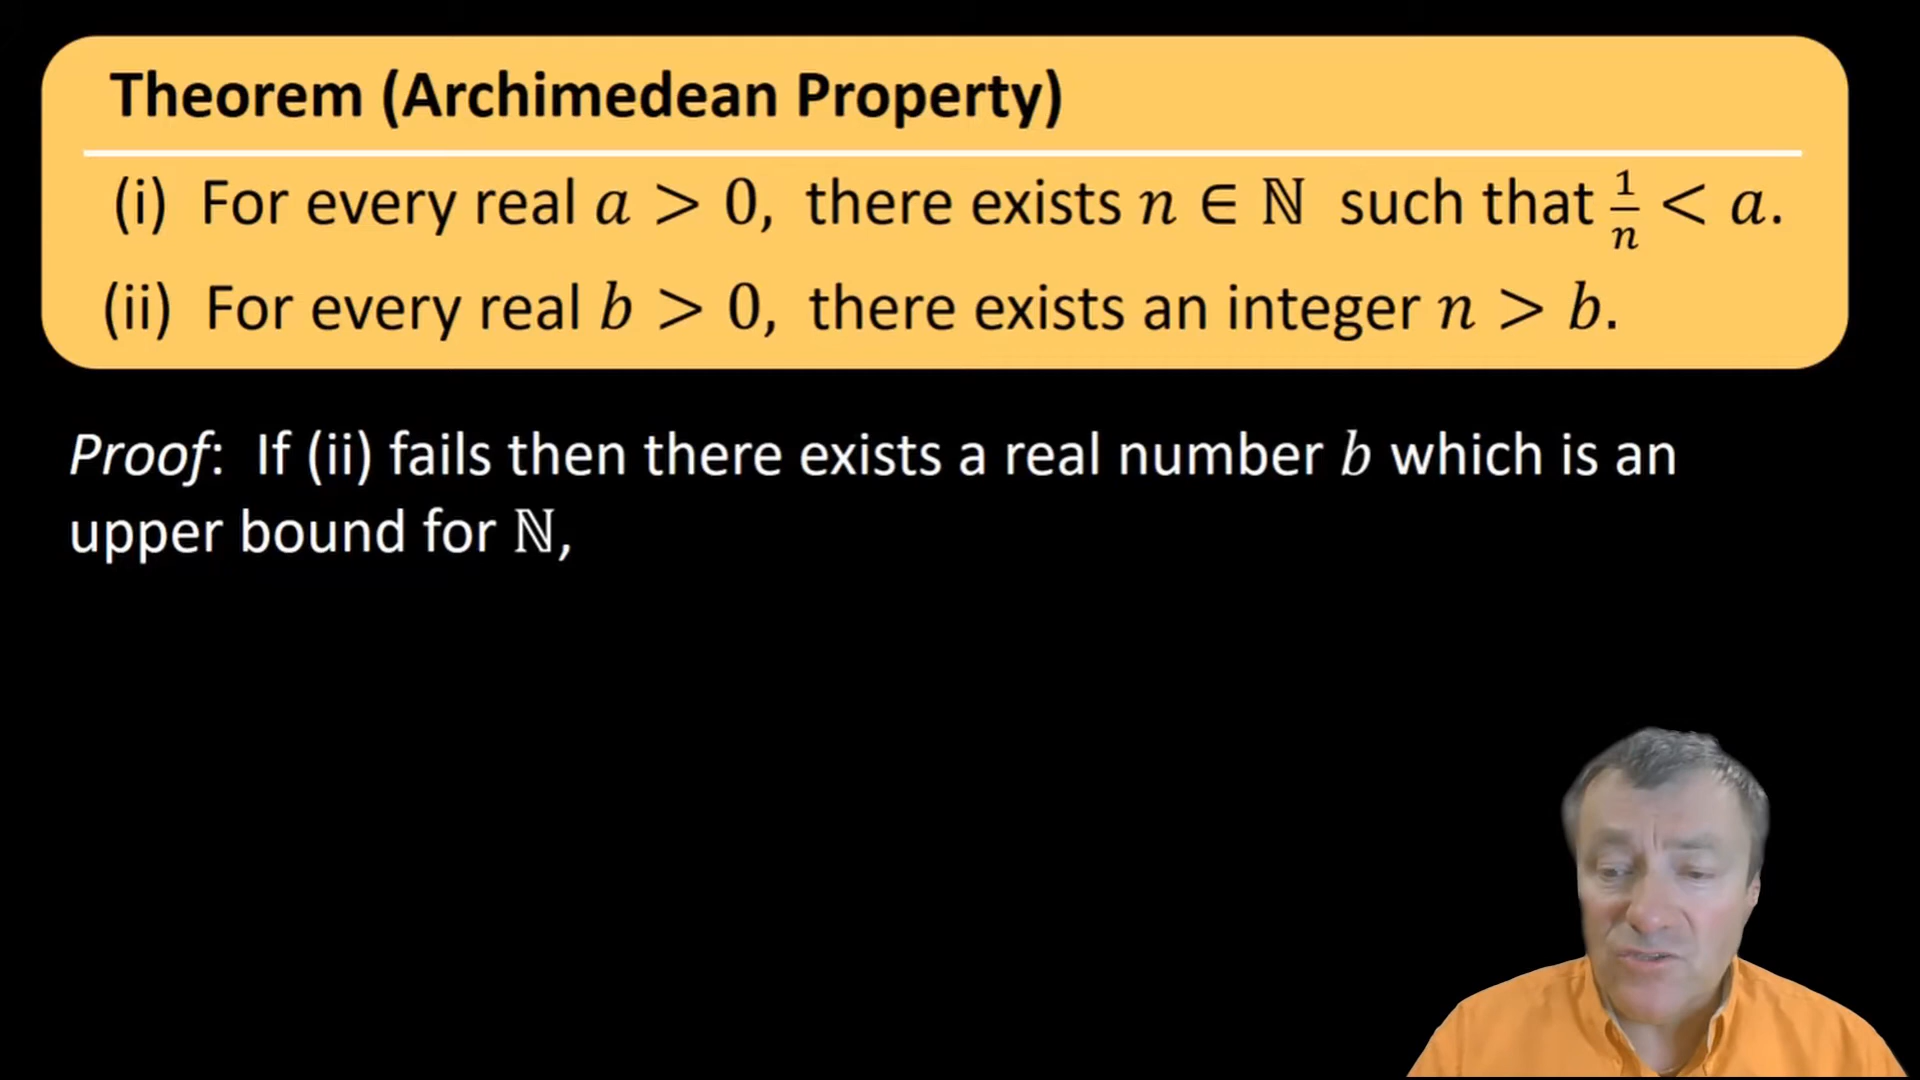 Theorem (Archimedean Property)
(i) For every real a > 0, there exists n ∈ ℕ such that 1/n < a.
(ii) For every real b > 0, there exists an integer n > b.
Proof: If (ii) fails then there exists a real number b which is an
upper bound for ℕ,